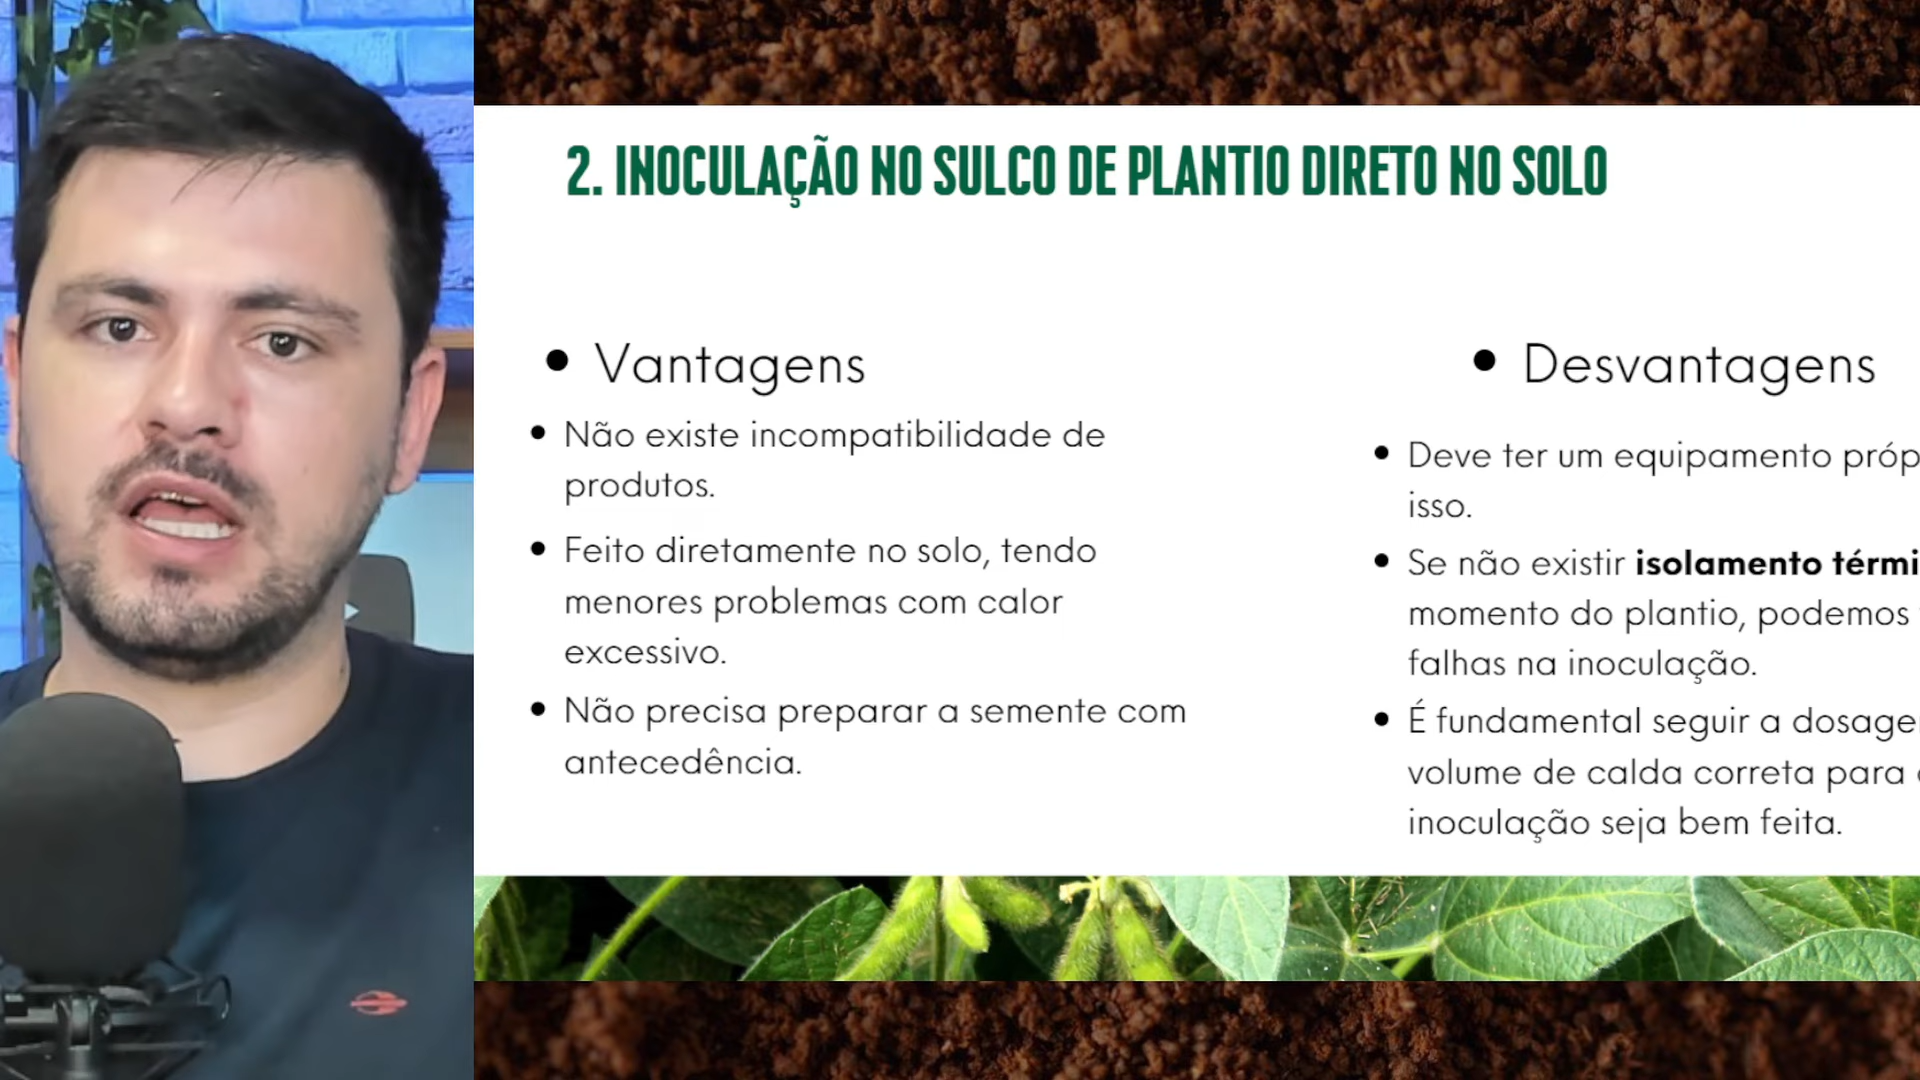 2. INOCULAÇÃO NO SULCO DE PLANTIO DIRETO NO SOLO
• Vantagens
• Não existe incompatibilidade de
produtos.
• Feito diretamente no solo, tendo
menores problemas com calor
excessivo.
• Não precisa preparar a semente com
antecedência.
• Desvantagens
• Deve ter um equipamento próp
isso.
• Se não existir isolamento térmi
momento do plantio, podemos
falhas na inoculação.
• É fundamental seguir a dosage
volume de calda correta para
inoculação seja bem feita.